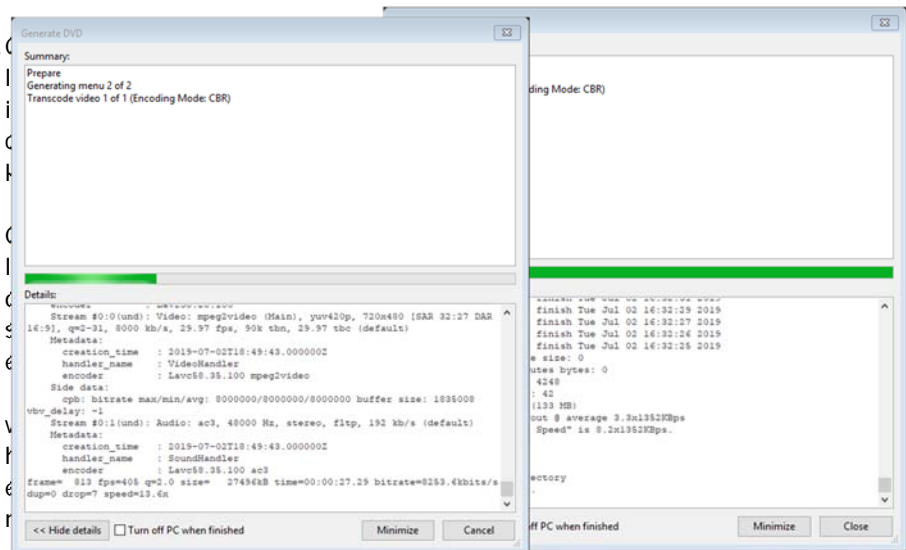 Generate DVD
Summary:
Prepare
Generating menu 2 of 2
Transcode video 1 of 1 (Encoding Mode: CBR)
Details:
Stream #0:0(und): Video: mpeg2video (Main), yuv420p, 720x480 [SAR 32:27 DAR
16:9], q=2-31, 8000 kb/s, 29.97 fps, 90k tbn, 29.97 tbc (default)
Metadata:
creation_time : 2019-07-02T18:49:43.000000Z
handler_name : VideoHandler
encoder : Lavc58.35.100 mpeg2video
Side data:
cpb: bitrate max/min/avg: 8000000/8000000/8000000 buffer size: 1835008
vbv_delay: -1
Stream #0:1(und): Audio: ac3, 48000 Hz, stereo, fltp, 192 kb/s (default)
Metadata:
creation_time : 2019-07-02T18:49:43.000000Z
handler_name : SoundHandler
encoder : Lavc58.35.100 ac3
frame= 813 fps=405 q=2.0 size= 27496kB time=00:00:27.29 bitrate=8253.6kbits/s
dup=0 drop=7 speed=13.6x
<< Hide details
Turn off PC when finished
Minimize
Cancel
ding Mode: CBR)
finish Tue Jul 02 16:32:29 2019
finish Tue Jul 02 16:32:27 2019
finish Tue Jul 02 16:32:26 2019
finish Tue Jul 02 16:32:25 2019
e size: 0
utes bytes: 0
4248
: 42
(133 MB)
out @ average 3.3x1352KBps
Speed" is 8.2x1352KBps.
ectory
.
ff PC when finished
Minimize
Close